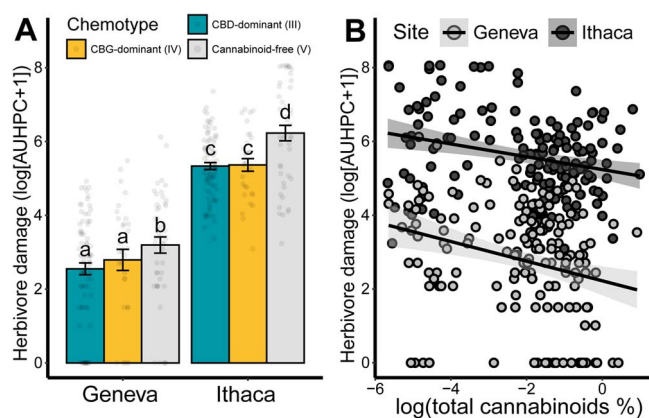 A
Chemotype
CBD-dominant (III)
CBG-dominant (IV)
Cannabinoid-free (V)
Herbivore damage (log[AUHPC+1])
8
6
4
2
0
a
a
b
c
c
d
Geneva
Ithaca
B
Site
Geneva
Ithaca
Herbivore damage (log[AUHPC+1])
8
6
4
2
0
-6
-4
-2
0
log(total cannabinoids %)